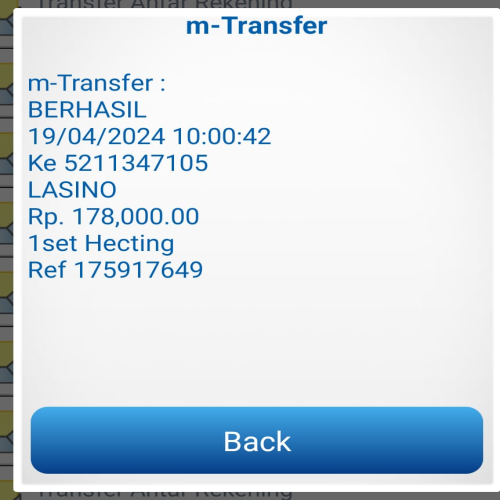 Transfer Antar Rekening
m-Transfer
m-Transfer :
BERHASIL
19/04/2024 10:00:42
Ke 5211347105
LASINO
Rp. 178,000.00
1set Hecting
Ref 175917649
Back
Transfer Antar Rekening